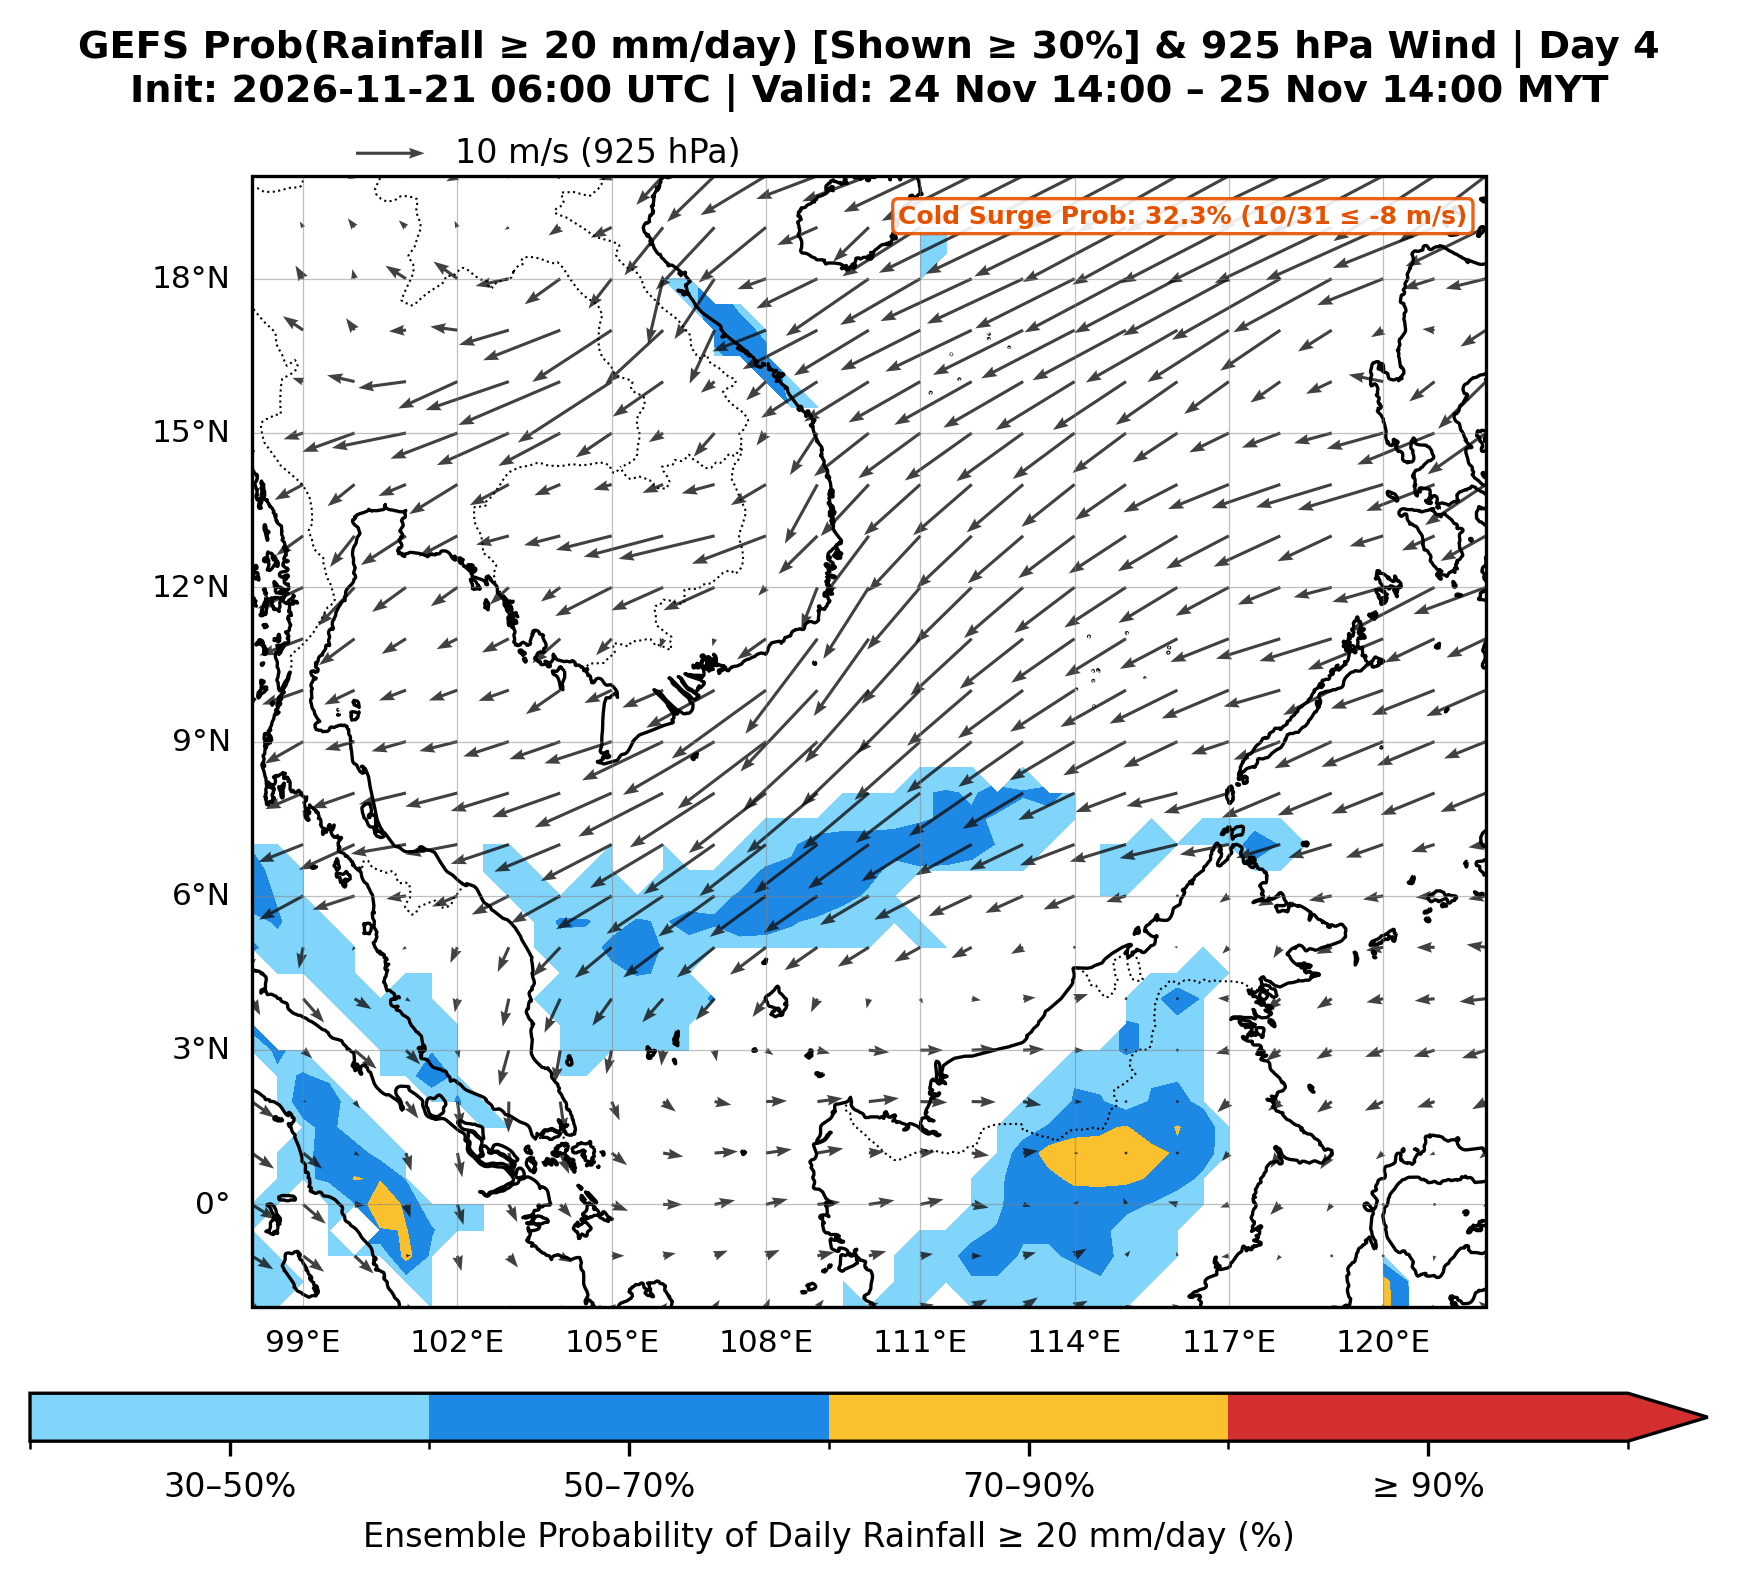 GEFS Prob(Rainfall ≥ 20 mm/day) [Shown ≥ 30%] & 925 hPa Wind | Day 4
Init: 2026-11-21 06:00 UTC | Valid: 24 Nov 14:00 – 25 Nov 14:00 MYT
10 m/s (925 hPa)
Cold Surge Prob: 32.3% (10/31 ≤ -8 m/s)
18°N
15°N
12°N
9°N
6°N
3°N
0°
99°E 102°E 105°E 108°E 111°E 114°E 117°E 120°E
30–50% 50–70% 70–90% ≥ 90%
Ensemble Probability of Daily Rainfall ≥ 20 mm/day (%)